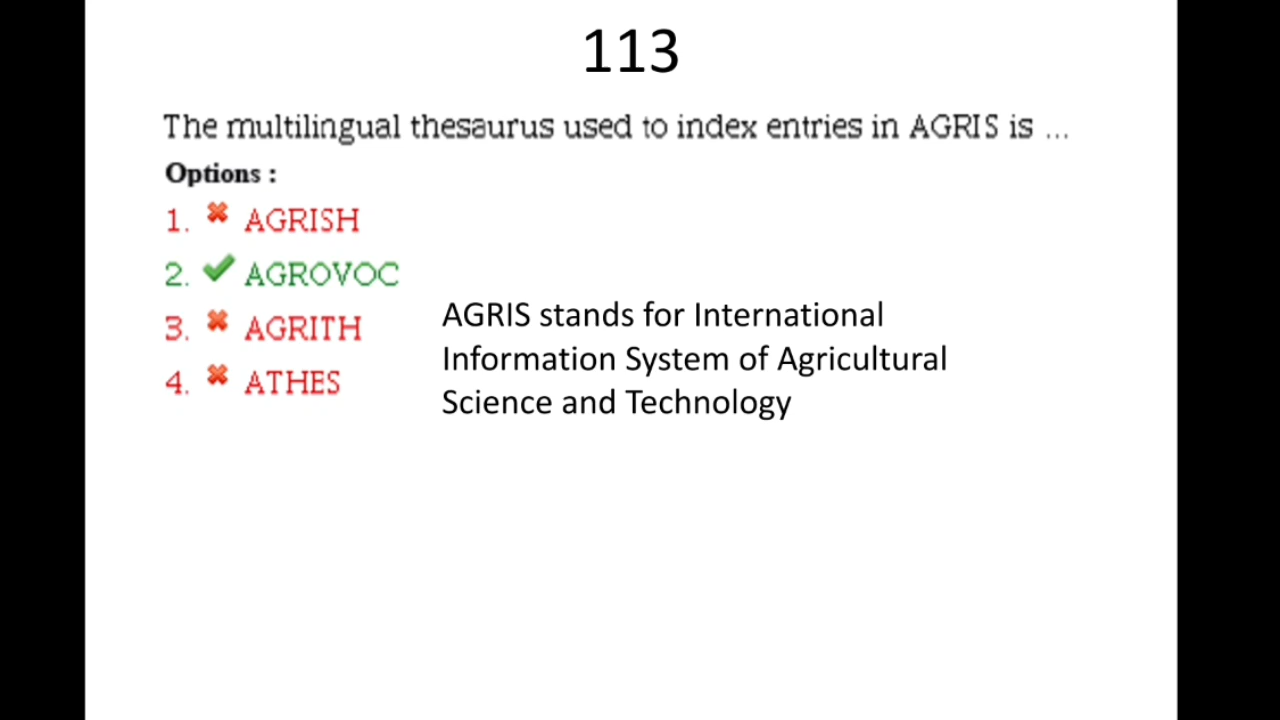 113
The multilingual thesaurus used to index entries in AGRIS is ...
Options :
1. ✖ AGRISH
2. ✔ AGROVOC
3. ✖ AGRITH
4. ✖ ATHES
AGRIS stands for International
Information System of Agricultural
Science and Technology